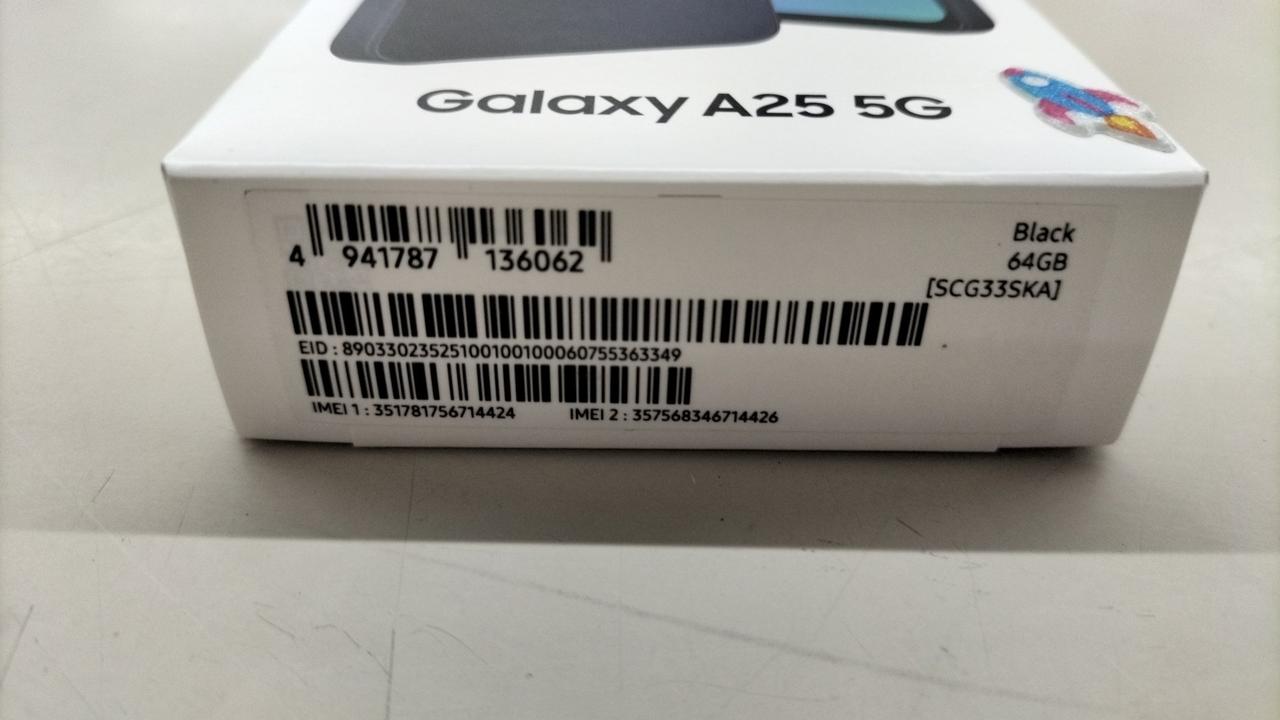 Galaxy A25 5G
4 941787 136062
Black
64GB
[SCG33SKA]
EID : 89033023525100100100060755363349
IMEI 1 : 351781756714424 IMEI 2 : 357568346714426